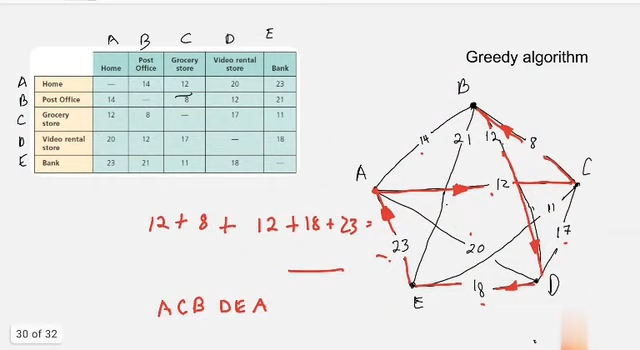 A B C D E
Home Post Office Grocery store Video rental store Bank
A Home — 14 12 20 23
B Post Office 14 — 8 12 21
C Grocery store 12 8 — 17 11
D Video rental store 20 12 17 18
E Bank 23 21 11 18 —
Greedy algorithm
B
14 21 12 8
A C
12
11
17
23 20
E 18 D
12 + 8 + 12 + 18 + 23 =
A C B D E A
30 of 32